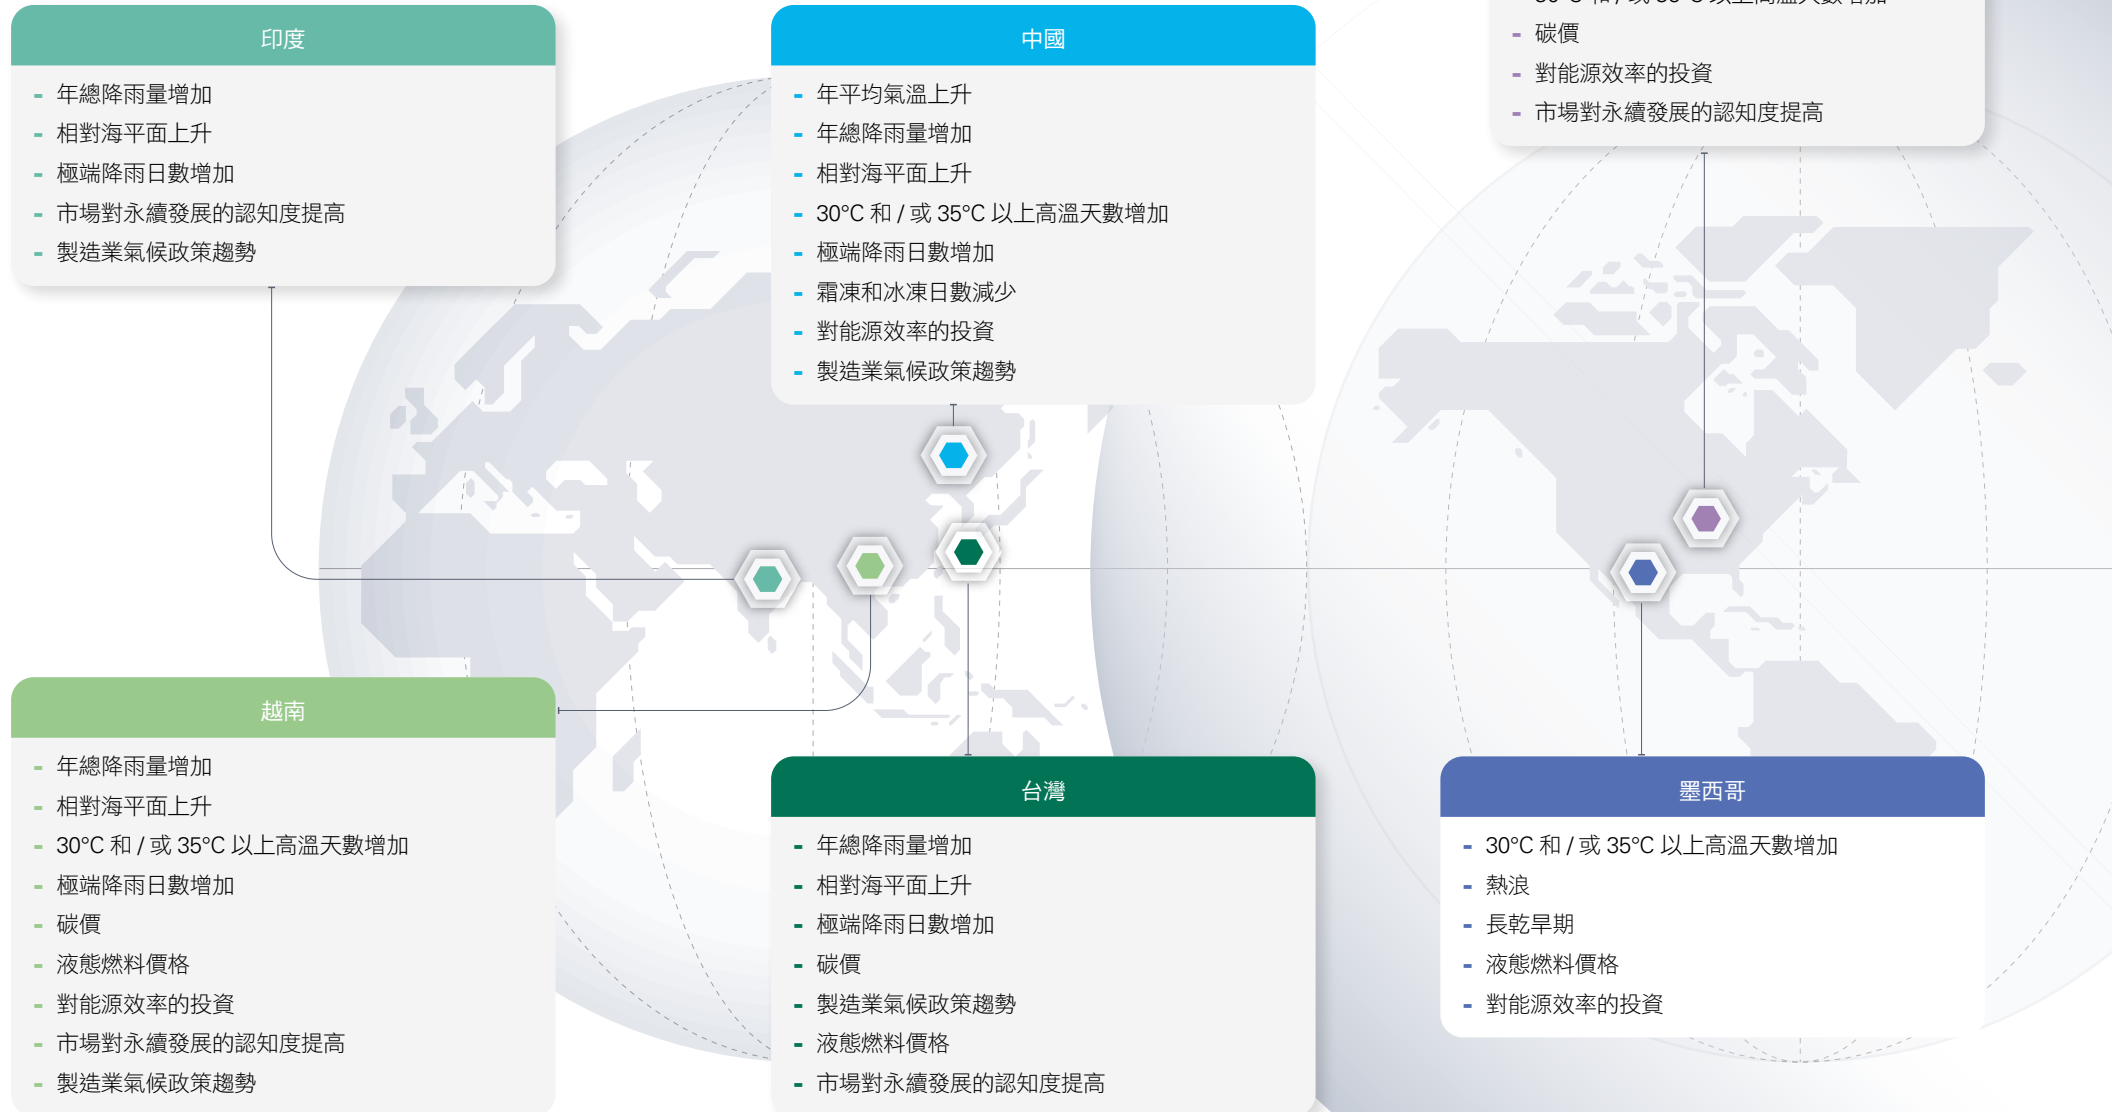 印度
- 年總降雨量增加
- 相對海平面上升
- 極端降雨日數增加
- 市場對永續發展的認知度提高
- 製造業氣候政策趨勢
中國
- 年平均氣溫上升
- 年總降雨量增加
- 相對海平面上升
- 30°C 和 / 或 35°C 以上高溫天數增加
- 極端降雨日數增加
- 霜凍和冰凍日數減少
- 對能源效率的投資
- 製造業氣候政策趨勢
30°C 和 / 或 35°C 以上高溫天數增加
- 碳價
- 對能源效率的投資
- 市場對永續發展的認知度提高
越南
- 年總降雨量增加
- 相對海平面上升
- 30°C 和 / 或 35°C 以上高溫天數增加
- 極端降雨日數增加
- 碳價
- 液態燃料價格
- 對能源效率的投資
- 市場對永續發展的認知度提高
- 製造業氣候政策趨勢
台灣
- 年總降雨量增加
- 相對海平面上升
- 極端降雨日數增加
- 碳價
- 製造業氣候政策趨勢
- 液態燃料價格
- 市場對永續發展的認知度提高
墨西哥
- 30°C 和 / 或 35°C 以上高溫天數增加
- 熱浪
- 長乾旱期
- 液態燃料價格
- 對能源效率的投資